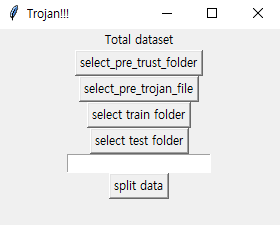 Trojan!!!
Total dataset
select_pre_trust_folder
select_pre_trojan_file
select train folder
select test folder
split data